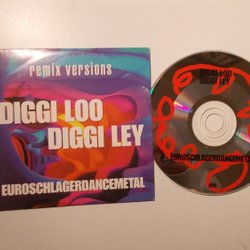 remix versions
DIGGI LOO
DIGGI LEY
EUROSCHLAGERDANCEMETAL
DIGGI LOO
DIGGI LEY
EUROSCHLAGERDANCEMETAL